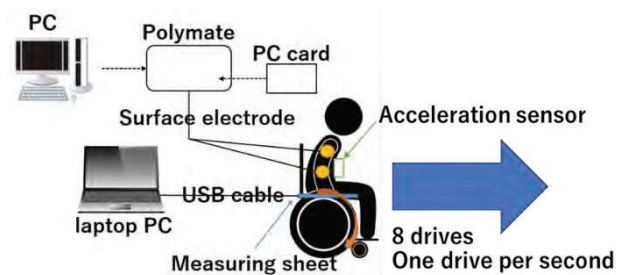 PC
Polymate
PC card
Surface electrode
Acceleration sensor
USB cable
laptop PC
Measuring sheet
8 drives
One drive per second